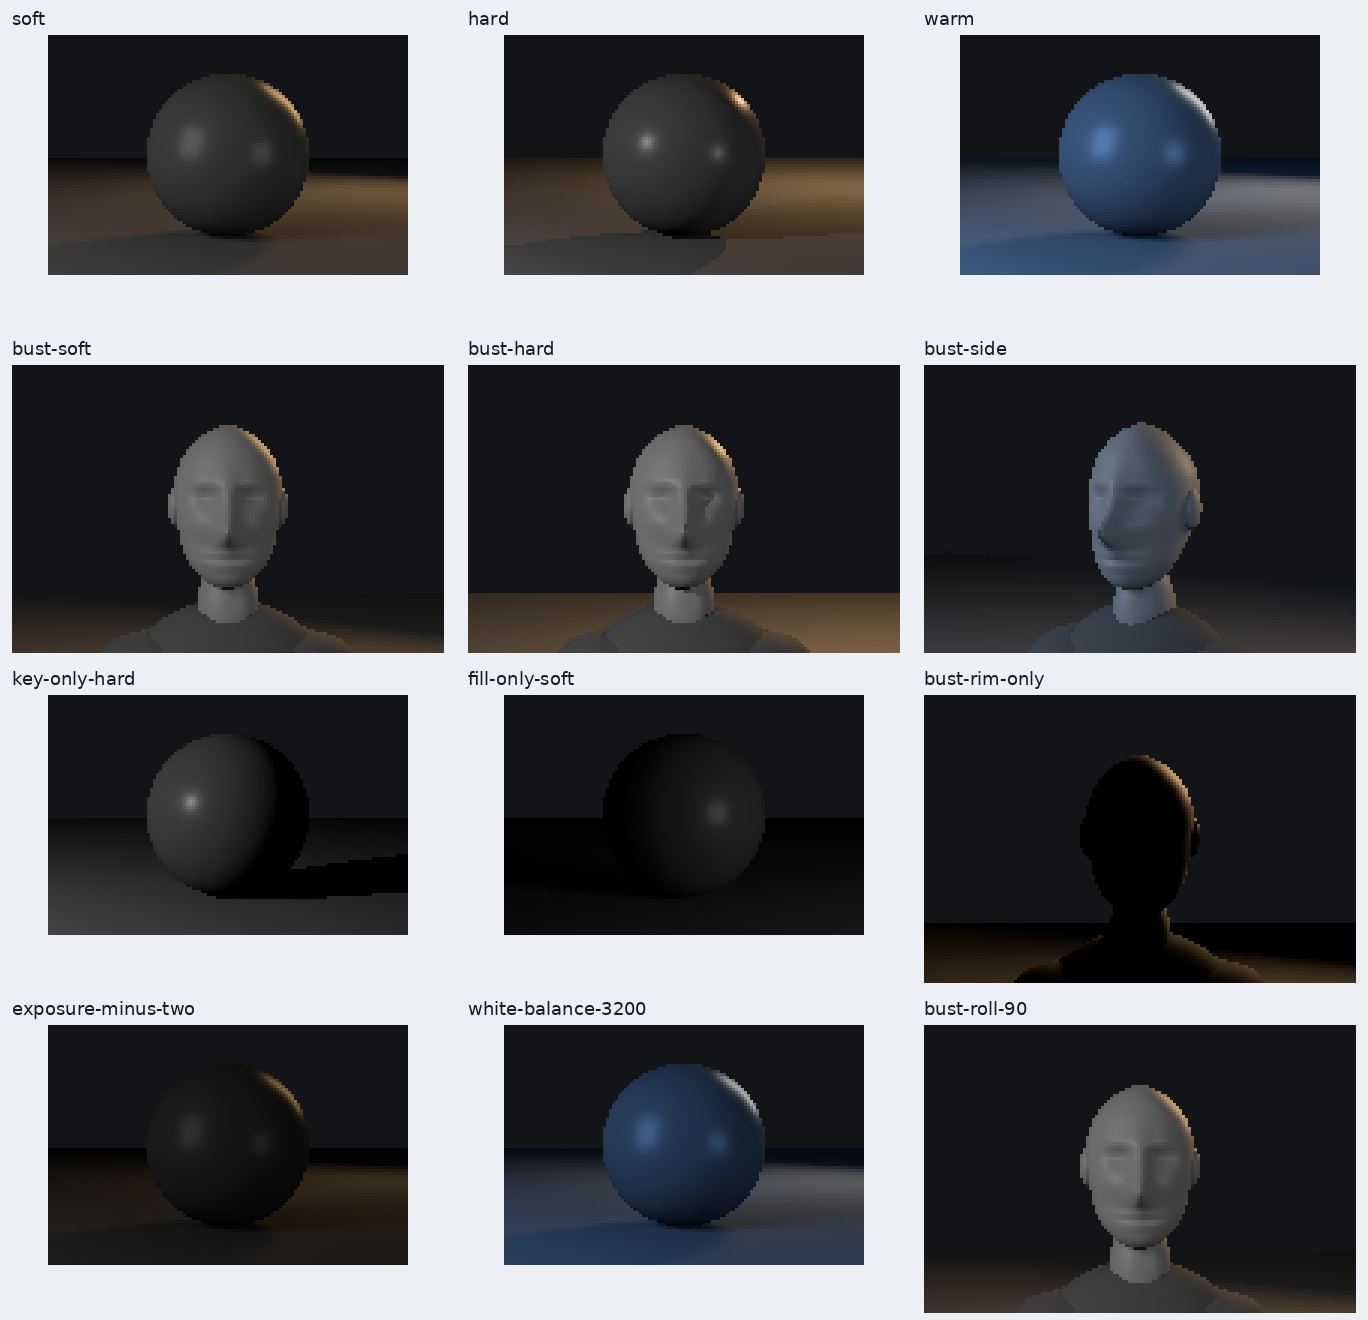 soft
hard
warm
bust-soft
bust-hard
bust-side
key-only-hard
fill-only-soft
bust-rim-only
exposure-minus-two
white-balance-3200
bust-roll-90